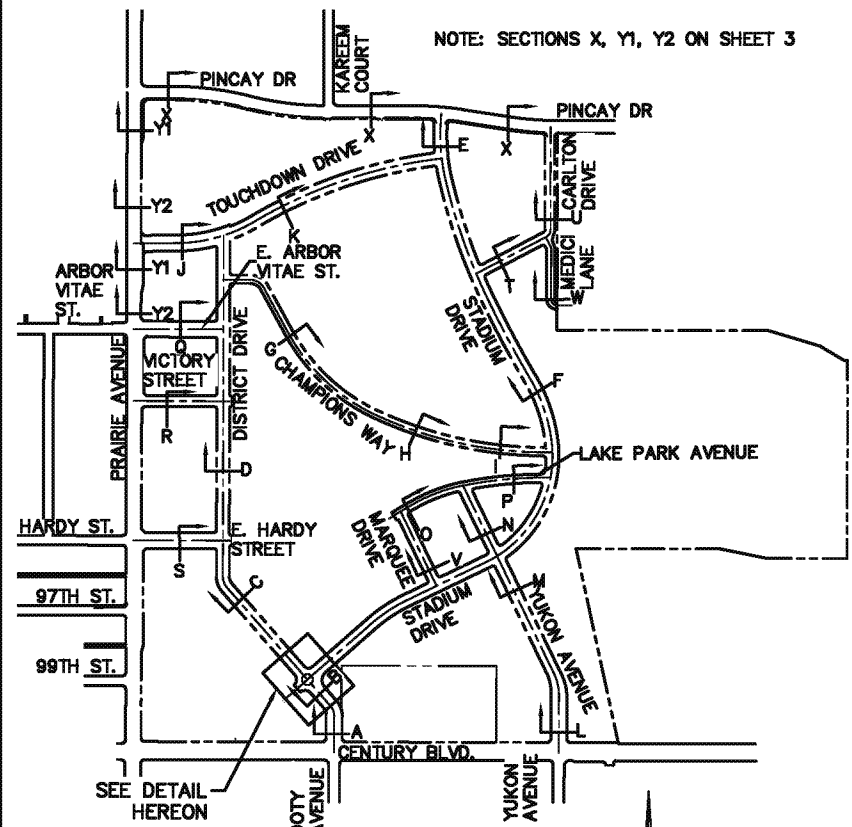 NOTE: SECTIONS X, Y1, Y2 ON SHEET 3
KAREEM
COURT
PINCAY DR
PINCAY DR
X
X
X
Y1
E
TOUCHDOWN DRIVE
CARLTON
DRIVE
Y2
K
J
Y1
J
E. ARBOR
VITAE ST.
ARBOR
VITAE
ST.
T
MEDICI
LANE
W
Y2
STADIUM
DRIVE
Q
G
VICTORY
STREET
DISTRICT DRIVE
CHAMPIONS WAY
F
PRAIRIE AVENUE
R
H
LAKE PARK AVENUE
D
P
MARQUEE
DRIVE
O
N
HARDY ST.
E. HARDY
STREET
S
V
C
M
97TH ST.
STADIUM
DRIVE
YUKON AVENUE
99TH ST.
B
A
L
CENTURY BLVD.
SEE DETAIL
HEREON
AVENUE
YUKON
AVENUE